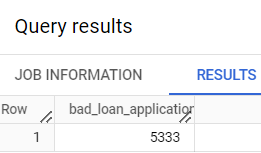 Query results
JOB INFORMATION RESULTS
Row bad_loan_application
1 5333